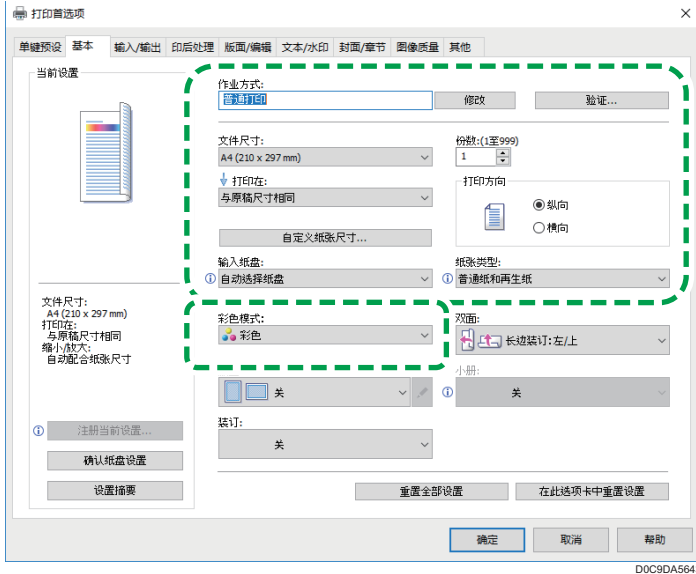 打印首选项
单键预设 基本 输入/输出 印后处理 版面/编辑 文本/水印 封面/章节 图像质量 其他
当前设置
作业方式:
普通打印
修改
验证...
文件尺寸:
A4 (210 x 297 mm)
份数:(1至999)
1
打印在:
与原稿尺寸相同
打印方向
纵向
横向
自定义纸张尺寸...
输入纸盘:
自动选择纸盘
纸张类型:
普通纸和再生纸
文件尺寸:
A4 (210 x 297 mm)
打印在:
与原稿尺寸相同
缩小/放大:
自动配合纸张尺寸
彩色模式:
彩色
双面:
长边装订:左/上
关
小册:
关
装订:
关
注册当前设置...
确认纸盘设置
设置摘要
重置全部设置
在此选项卡中重置设置
确定
取消
帮助
D0C9DA564